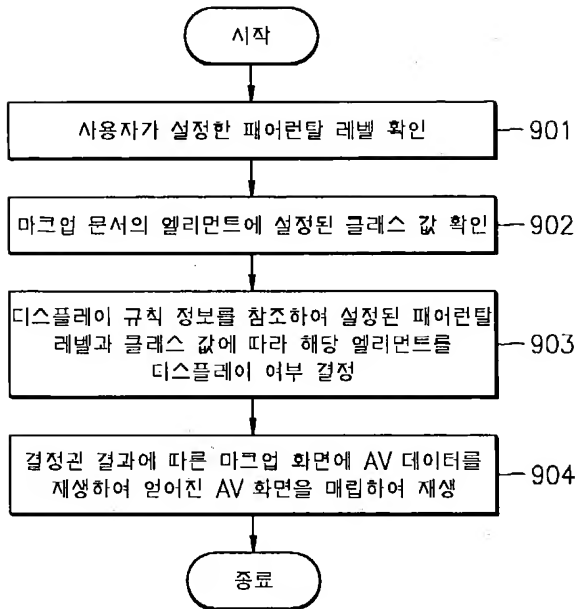 시작
사용자가 설정한 패어런탈 레벨 확인
901
마크업 문서의 엘리먼트에 설정된 클래스 값 확인
902
디스플레이 규칙 정보를 참조하여 설정된 패어런탈
레벨과 클래스 값에 따라 해당 엘리먼트를
디스플레이 여부 결정
903
결정된 결과에 따른 마크업 화면에 AV 데이터를
재생하여 얻어진 AV 화면을 매립하여 재생
904
종료